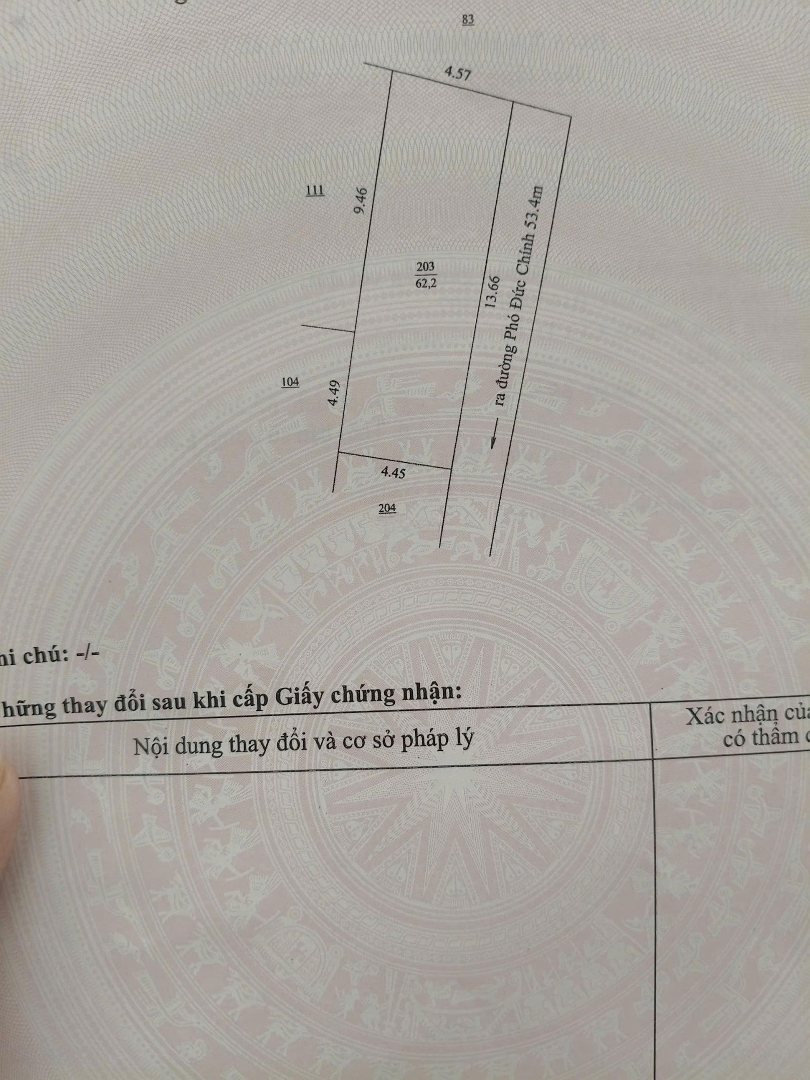 83
4.57
111
9.46
203
62,2
13.66
ra đường Phó Đức Chính 53.4m
104
4.49
4.45
204
hi chú: -/-
hững thay đổi sau khi cấp Giấy chứng nhận:
Nội dung thay đổi và cơ sở pháp lý
Xác nhận củ
có thẩm